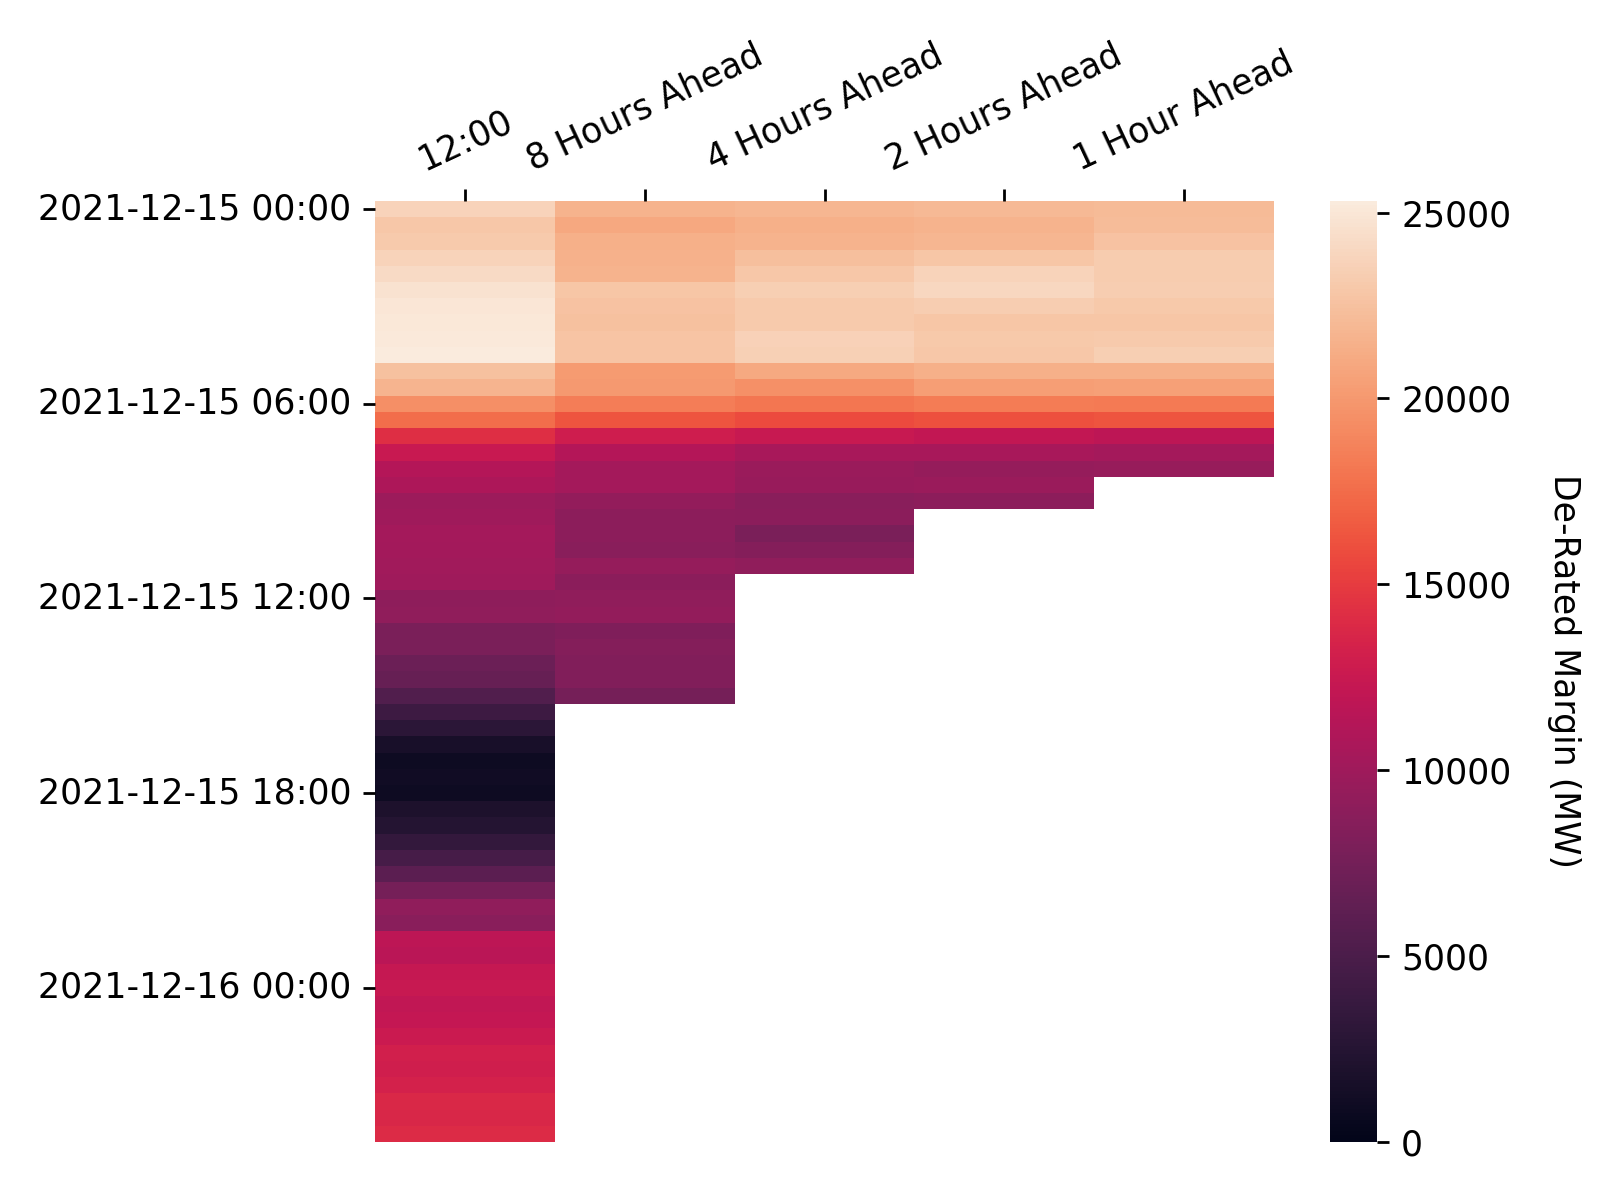 12:00
8 Hours Ahead
4 Hours Ahead
2 Hours Ahead
1 Hour Ahead
2021-12-15 00:00
2021-12-15 06:00
2021-12-15 12:00
2021-12-15 18:00
2021-12-16 00:00
25000
20000
15000
10000
5000
0
De-Rated Margin (MW)